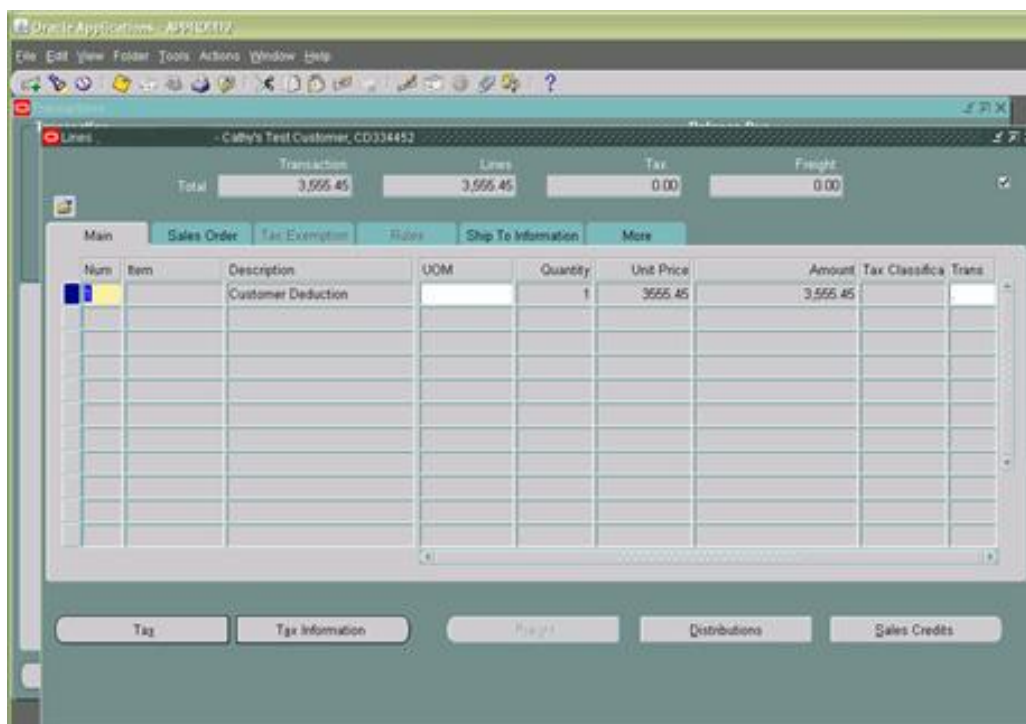 Oracle Applications -
File Edit View Folder Tools Actions Window Help
Transactions
Lines - Cathy's Test Customer, CD334452
Transaction Lines Tax Freight
Total 3,555.45 3,555.45 0.00 0.00
Main Sales Order Tax Exemption Rules Ship To Information More
Num Item Description UOM Quantity Unit Price Amount Tax Classifica Trans
1 Customer Deduction 1 3555.45 3,555.45
Tax Tax Information Freight Distributions Sales Credits